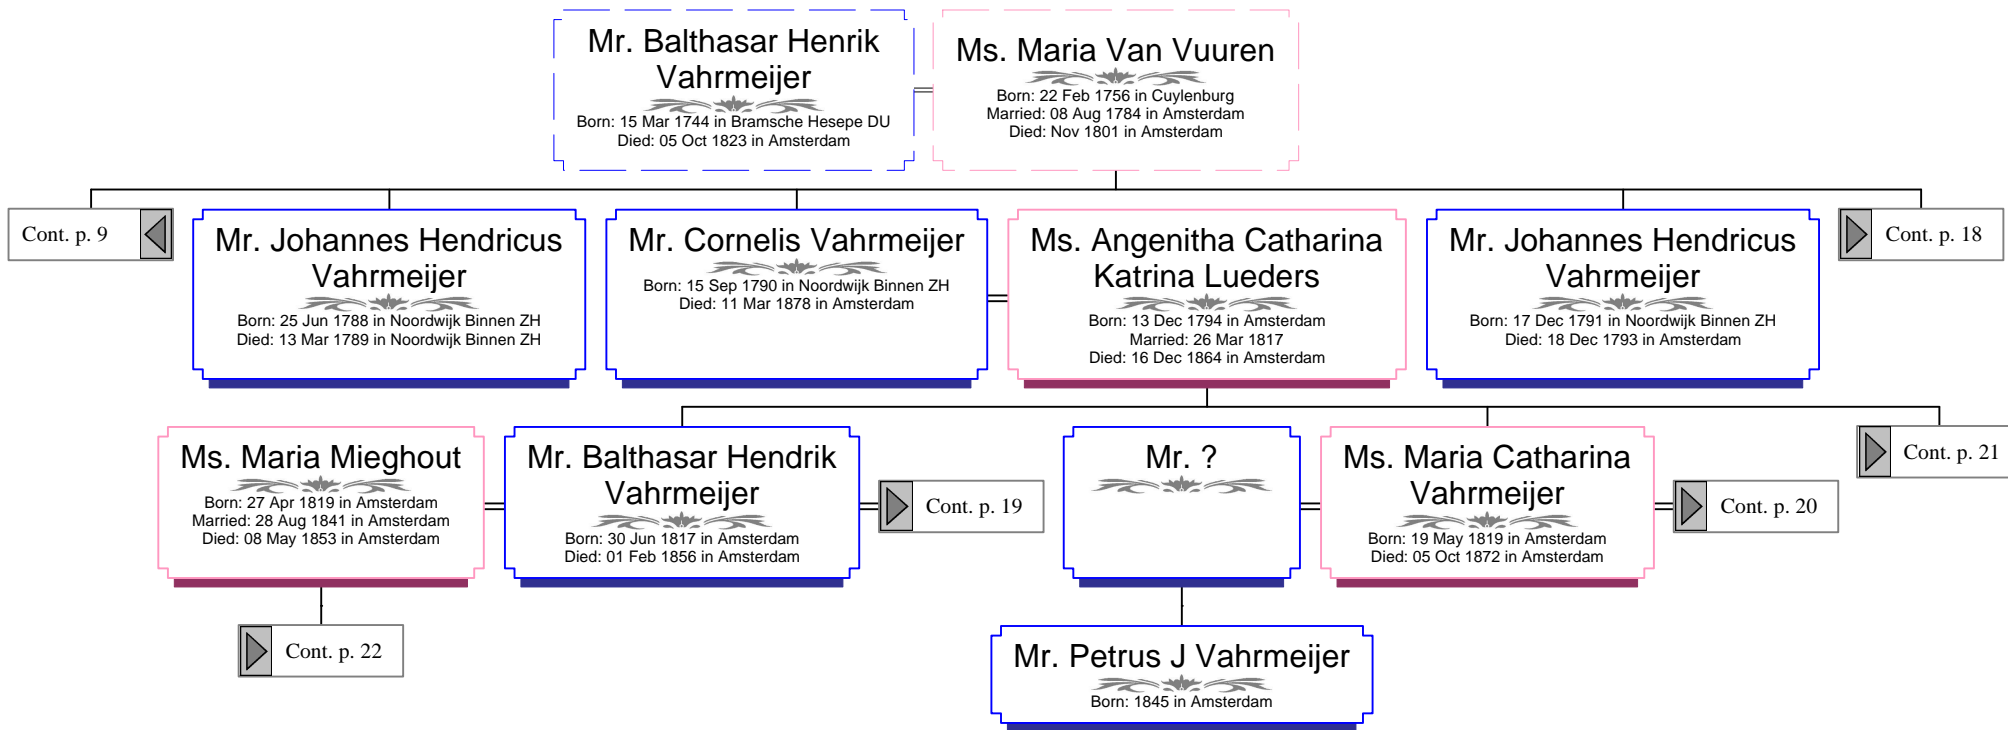 Mr. Balthasar Henrik
Vahrmeijer
Born: 15 Mar 1744 in Bramsche Hesepe DU
Died: 05 Oct 1823 in Amsterdam
Ms. Maria Van Vuuren
Born: 22 Feb 1756 in Cuylenburg
Married: 08 Aug 1784 in Amsterdam
Died: Nov 1801 in Amsterdam
Cont. p. 9
Mr. Johannes Hendricus
Vahrmeijer
Born: 25 Jun 1788 in Noordwijk Binnen ZH
Died: 13 Mar 1789 in Noordwijk Binnen ZH
Mr. Cornelis Vahrmeijer
Born: 15 Sep 1790 in Noordwijk Binnen ZH
Died: 11 Mar 1878 in Amsterdam
Ms. Angenitha Catharina
Katrina Lueders
Born: 13 Dec 1794 in Amsterdam
Married: 26 Mar 1817
Died: 16 Dec 1864 in Amsterdam
Mr. Johannes Hendricus
Vahrmeijer
Born: 17 Dec 1791 in Noordwijk Binnen ZH
Died: 18 Dec 1793 in Amsterdam
Cont. p. 18
Ms. Maria Mieghout
Born: 27 Apr 1819 in Amsterdam
Married: 28 Aug 1841 in Amsterdam
Died: 08 May 1853 in Amsterdam
Mr. Balthasar Hendrik
Vahrmeijer
Born: 30 Jun 1817 in Amsterdam
Died: 01 Feb 1856 in Amsterdam
Cont. p. 19
Mr. ?
Ms. Maria Catharina
Vahrmeijer
Born: 19 May 1819 in Amsterdam
Died: 05 Oct 1872 in Amsterdam
Cont. p. 20
Cont. p. 21
Cont. p. 22
Mr. Petrus J Vahrmeijer
Born: 1845 in Amsterdam